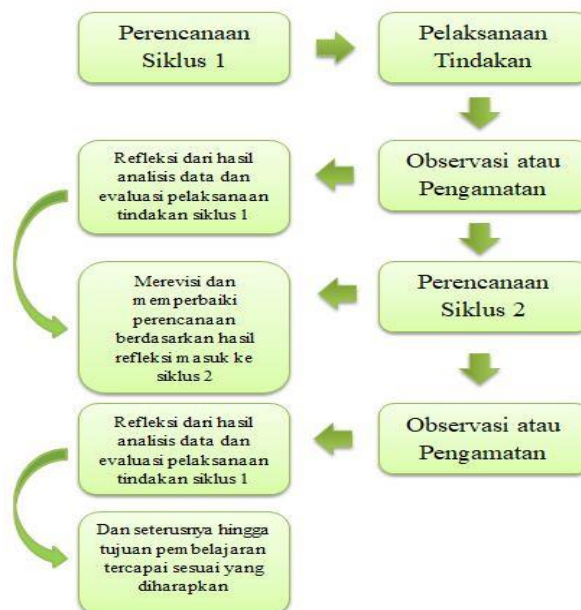 Perencanaan
Siklus 1
Pelaksanaan
Tindakan
Refleksi dari hasil
analisis data dan
evaluasi pelaksanaan
tindakan siklus 1
Observasi atau
Pengamatan
Merevisi dan
memperbaiki
perencanaan
berdasarkan hasil
refleksi masuk ke
siklus 2
Perencanaan
Siklus 2
Refleksi dari hasil
analisis data dan
evaluasi pelaksanaan
tindakan siklus 1
Observasi atau
Pengamatan
Dan seterusnya hingga
tujuan pembelajaran
tercapai sesuai yang
diharapkan